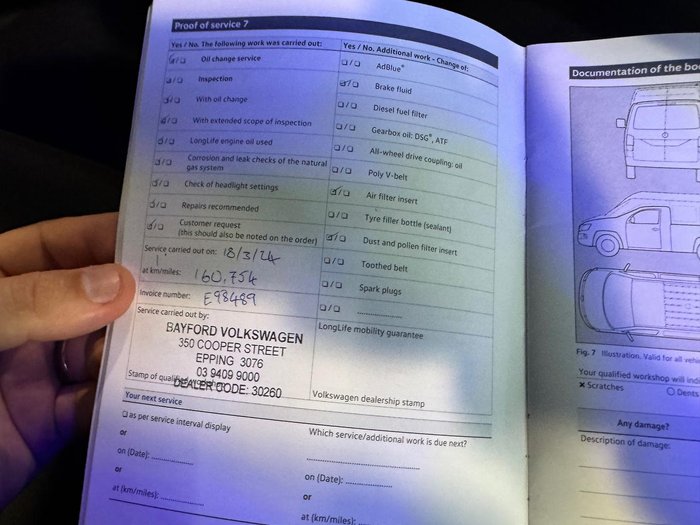 Proof of service 7
Yes / No. The following work was carried out:
Oil change service
Inspection
With oil change
With extended scope of inspection
LongLife engine oil used
Corrosion and leak checks of the natural
gas system
Check of headlight settings
Repairs recommended
Customer request
(this should also be noted on the order)
Service carried out on: 18/3/24
at km/miles: 160,754
Invoice number: E98489
Service carried out by:
BAYFORD VOLKSWAGEN
350 COOPER STREET
EPPING 3076
03 9409 9000
DEALER CODE: 30260
Stamp of qualified
Yes / No. Additional work - Change of:
AdBlue®
Brake fluid
Diesel fuel filter
Gearbox oil: DSG®, ATF
All-wheel drive coupling: oil
Poly V-belt
Air filter insert
Tyre filler bottle (sealant)
Dust and pollen filter insert
Toothed belt
Spark plugs
LongLife mobility guarantee
Volkswagen dealership stamp
Your next service
as per service interval display
or
on (Date):
or
at (km/miles):
Which service/additional work is due next?
on (Date):
or
at (km/miles):
Documentation of the bo
Fig. 7 Illustration. Valid for all vehi
Your qualified workshop will indi
× Scratches
O Dents
Any damage?
Description of damage: